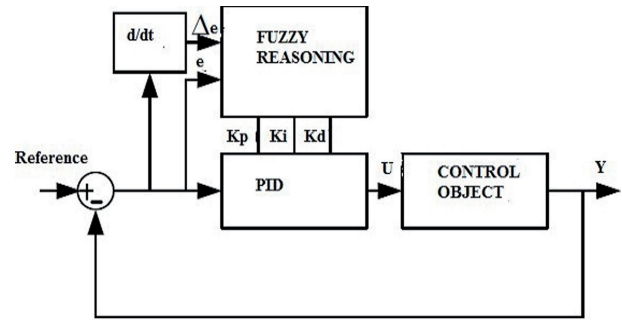 d/dt
Δe
e
FUZZY
REASONING
Kp
Ki
Kd
Reference
+
-
PID
U
CONTROL
OBJECT
Y